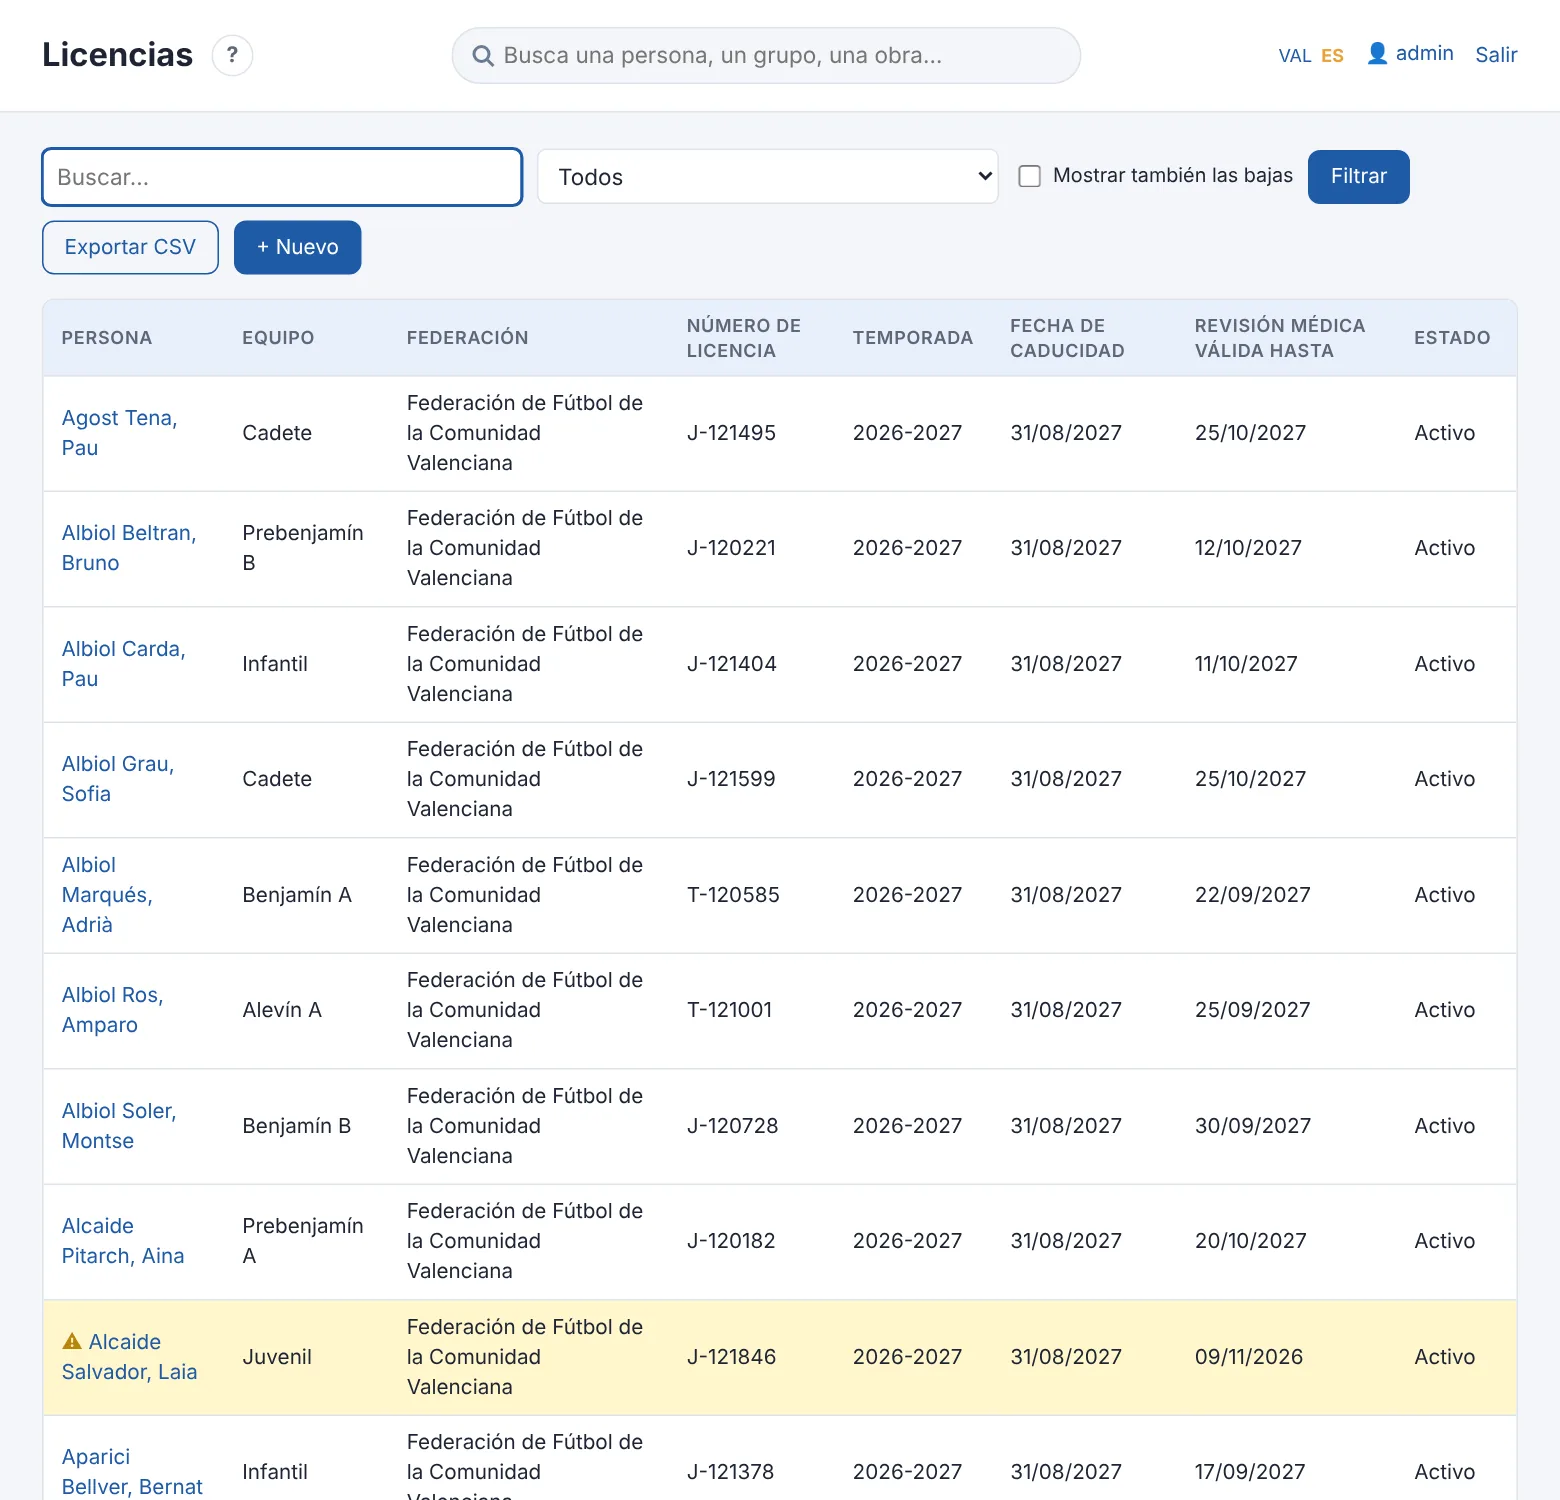 Licencias ?
Busca una persona, un grupo, una obra...
VAL ES admin Salir
Buscar...
Todos
Mostrar también las bajas
Filtrar
Exportar CSV
+ Nuevo
PERSONA
EQUIPO
FEDERACIÓN
NÚMERO DE
LICENCIA
TEMPORADA
FECHA DE
CADUCIDAD
REVISIÓN MÉDICA
VÁLIDA HASTA
ESTADO
Agost Tena,
Pau
Cadete
Federación de Fútbol de
la Comunidad
Valenciana
J-121495
2026-2027
31/08/2027
25/10/2027
Activo
Albiol Beltran,
Bruno
Prebenjamín
B
Federación de Fútbol de
la Comunidad
Valenciana
J-120221
2026-2027
31/08/2027
12/10/2027
Activo
Albiol Carda,
Pau
Infantil
Federación de Fútbol de
la Comunidad
Valenciana
J-121404
2026-2027
31/08/2027
11/10/2027
Activo
Albiol Grau,
Sofia
Cadete
Federación de Fútbol de
la Comunidad
Valenciana
J-121599
2026-2027
31/08/2027
25/10/2027
Activo
Albiol
Marqués,
Adrià
Benjamín A
Federación de Fútbol de
la Comunidad
Valenciana
T-120585
2026-2027
31/08/2027
22/09/2027
Activo
Albiol Ros,
Amparo
Alevín A
Federación de Fútbol de
la Comunidad
Valenciana
T-121001
2026-2027
31/08/2027
25/09/2027
Activo
Albiol Soler,
Montse
Benjamín B
Federación de Fútbol de
la Comunidad
Valenciana
J-120728
2026-2027
31/08/2027
30/09/2027
Activo
Alcaide
Pitarch, Aina
Prebenjamín
A
Federación de Fútbol de
la Comunidad
Valenciana
J-120182
2026-2027
31/08/2027
20/10/2027
Activo
Alcaide
Salvador, Laia
Juvenil
Federación de Fútbol de
la Comunidad
Valenciana
J-121846
2026-2027
31/08/2027
09/11/2026
Activo
Aparici
Bellver, Bernat
Infantil
Federación de Fútbol de
la Comunidad
Valenciana
J-121378
2026-2027
31/08/2027
17/09/2027
Activo